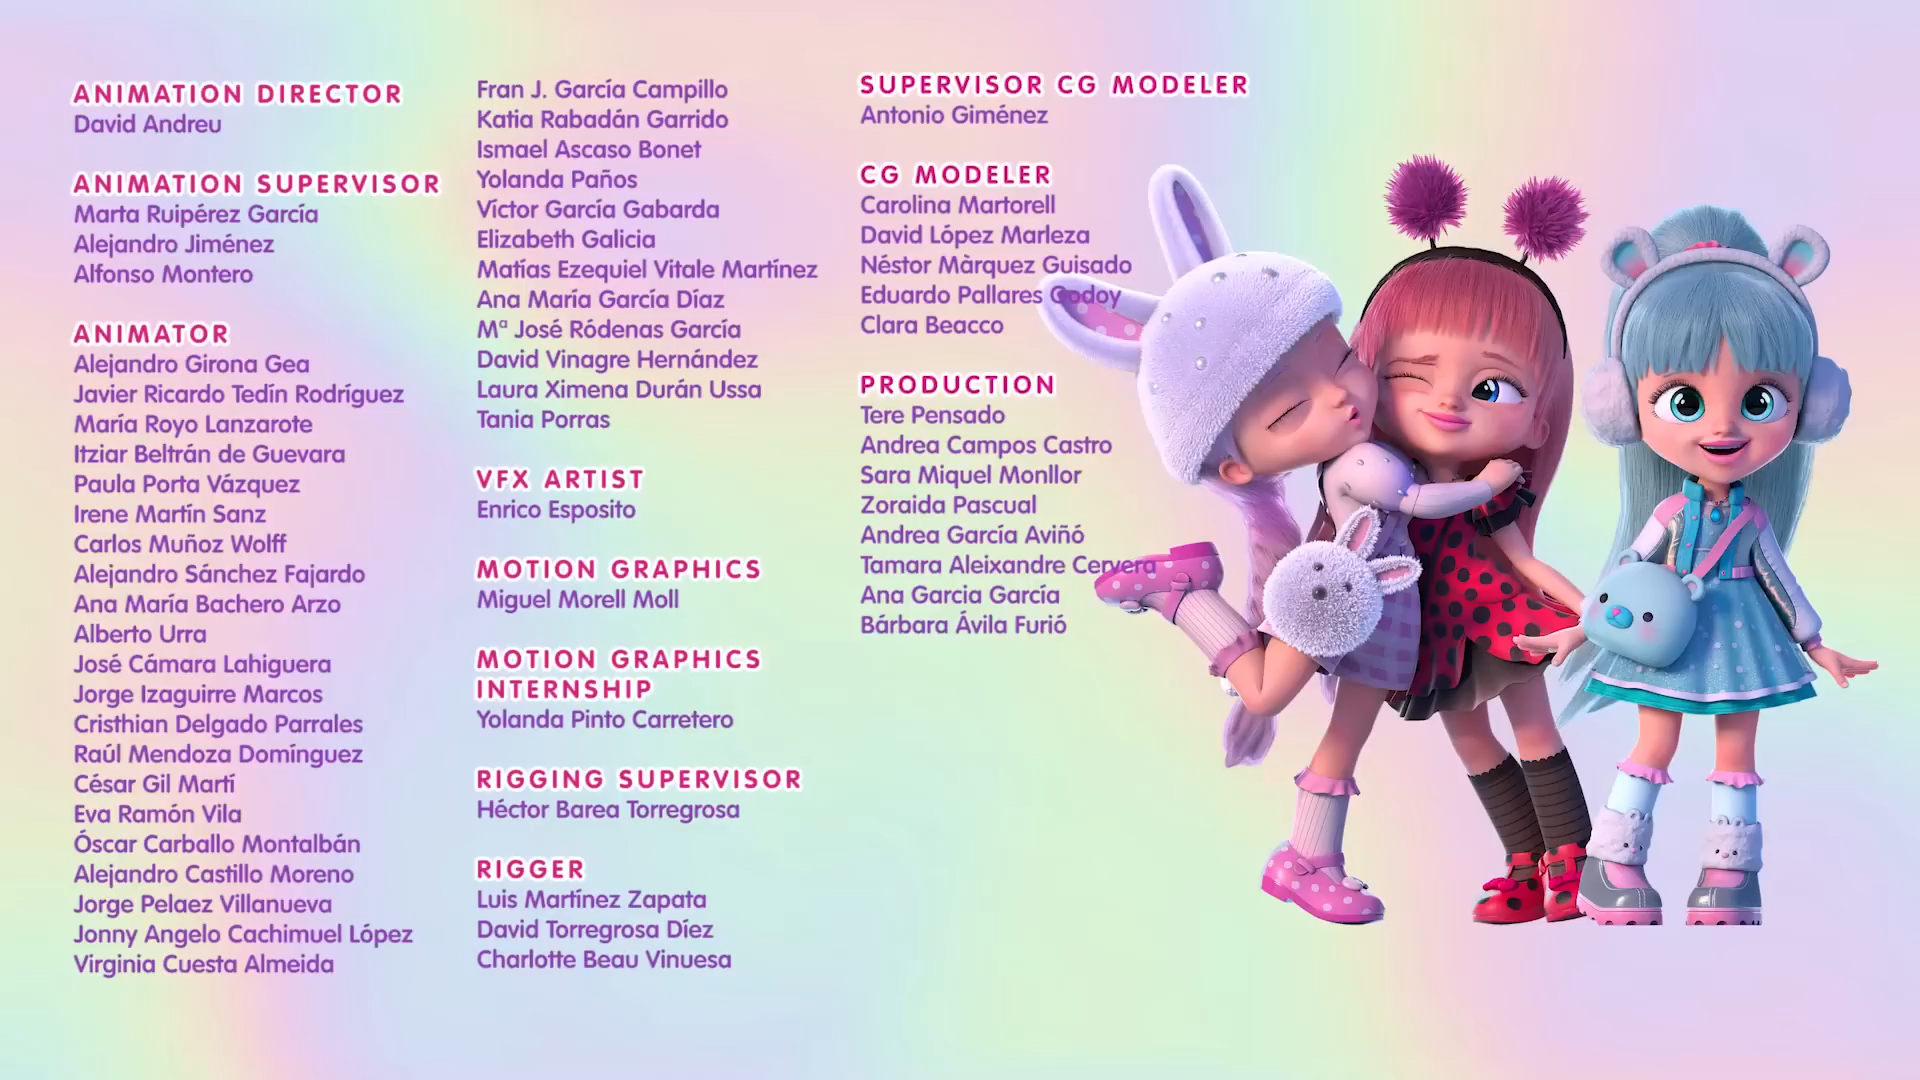 ANIMATION DIRECTOR
David Andreu
ANIMATION SUPERVISOR
Marta Ruipérez García
Alejandro Jiménez
Alfonso Montero
ANIMATOR
Alejandro Girona Gea
Javier Ricardo Tedín Rodríguez
María Royo Lanzarote
Itziar Beltrán de Guevara
Paula Porta Vázquez
Irene Martín Sanz
Carlos Muñoz Wolff
Alejandro Sánchez Fajardo
Ana María Bachero Arzo
Alberto Urra
José Cámara Lahiguera
Jorge Izaguirre Marcos
Cristhian Delgado Parrales
Raúl Mendoza Domínguez
César Gil Martí
Eva Ramón Vila
Óscar Carballo Montalbán
Alejandro Castillo Moreno
Jorge Pelaez Villanueva
Jonny Angelo Cachimuel López
Virginia Cuesta Almeida
Fran J. García Campillo
Katia Rabadán Garrido
Ismael Ascaso Bonet
Yolanda Paños
Víctor García Gabarda
Elizabeth Galicia
Matías Ezequiel Vitale Martínez
Ana María García Díaz
Mª José Ródenas García
David Vinagre Hernández
Laura Ximena Durán Ussa
Tania Porras
VFX ARTIST
Enrico Esposito
MOTION GRAPHICS
Miguel Morell Moll
MOTION GRAPHICS
INTERNSHIP
Yolanda Pinto Carretero
RIGGING SUPERVISOR
Héctor Barea Torregrosa
RIGGER
Luis Martínez Zapata
David Torregrosa Díez
Charlotte Beau Vinuesa
SUPERVISOR CG MODELER
Antonio Giménez
CG MODELER
Carolina Martorell
David López Marleza
Néstor Màrquez Guisado
Eduardo Pallares Godoy
Clara Beacco
PRODUCTION
Tere Pensado
Andrea Campos Castro
Sara Miquel Monllor
Zoraida Pascual
Andrea García Aviñó
Tamara Aleixandre Cervera
Ana Garcia García
Bárbara Ávila Furió